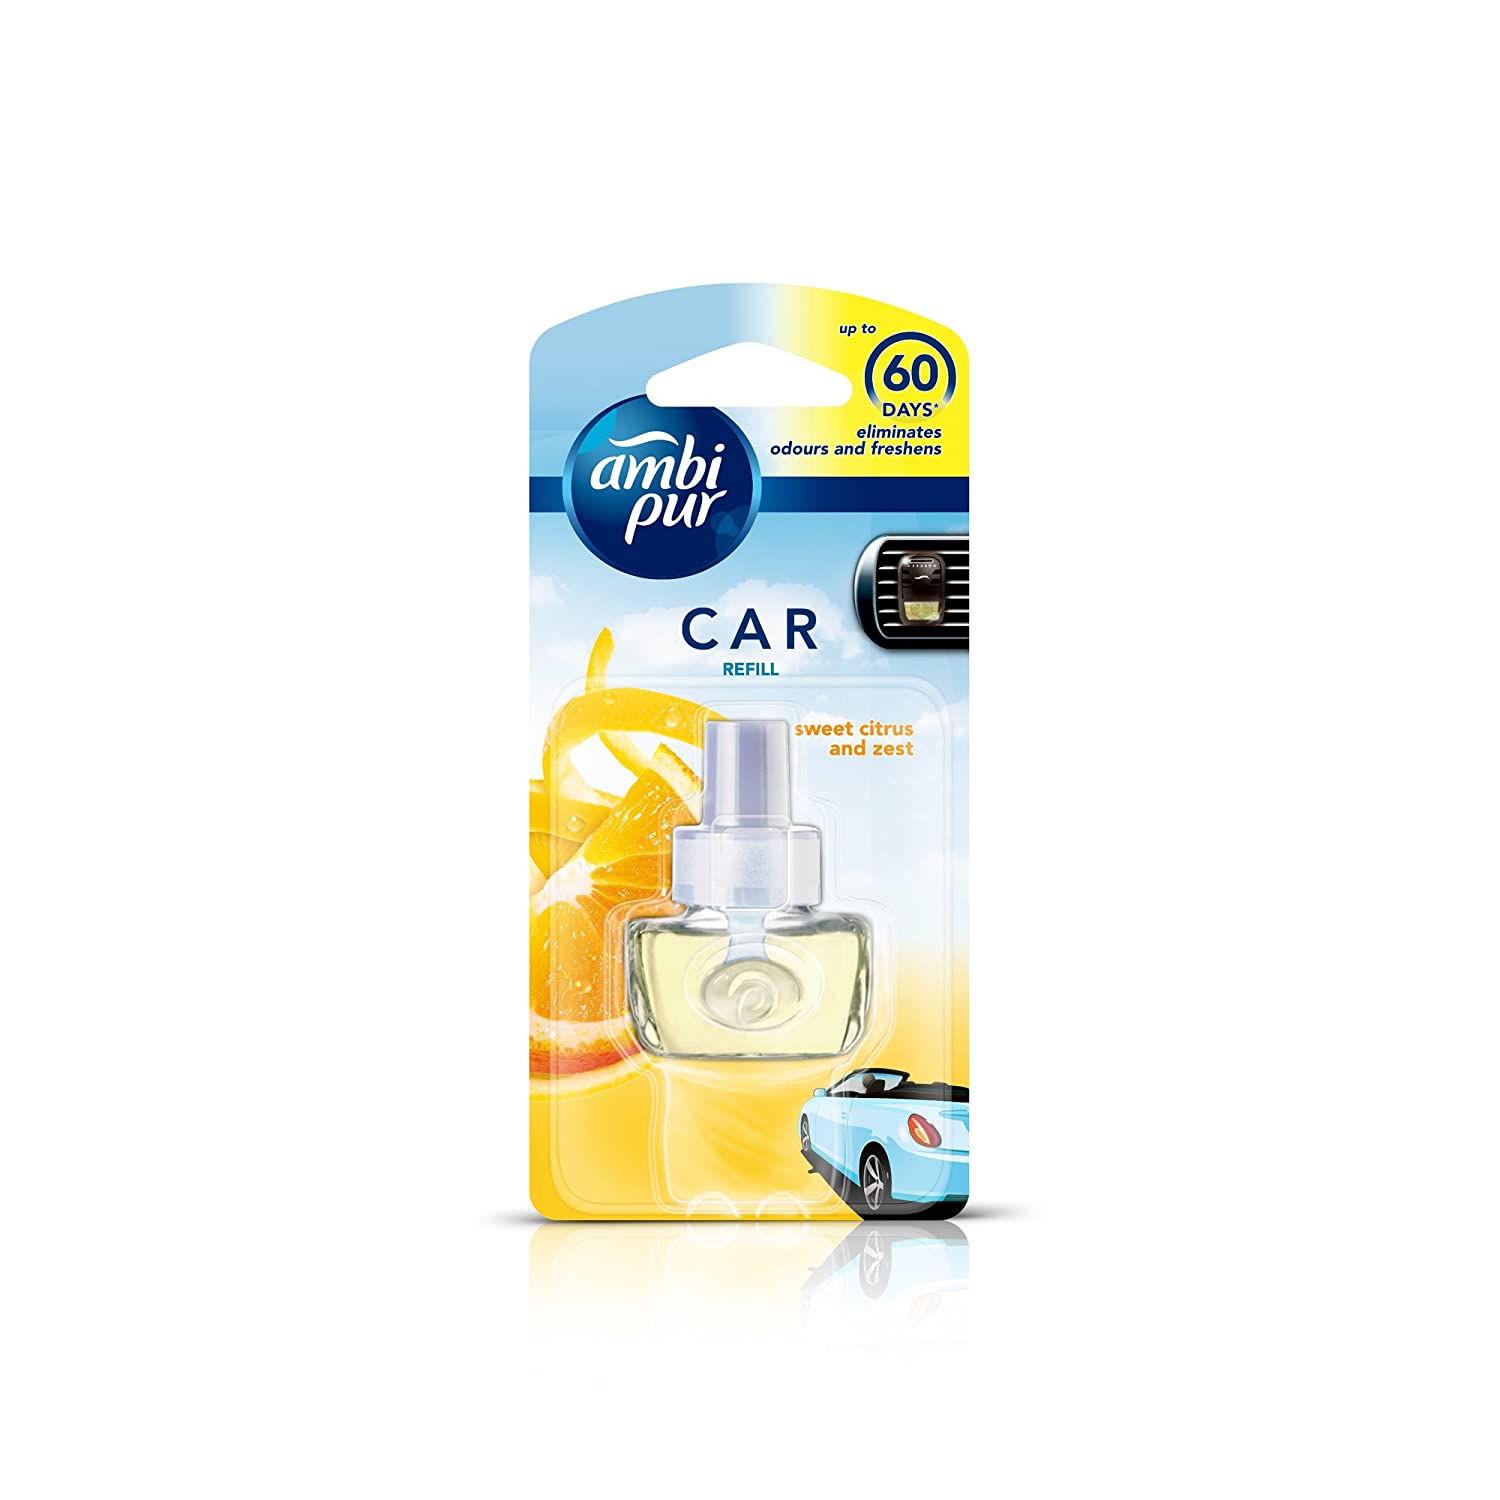 up to
60
DAYS*
eliminates
odours and freshens
ambi
pur
CAR
REFILL
sweet citrus
and zest